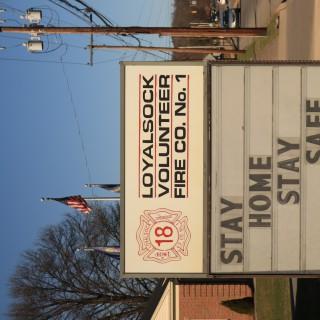 LOYALSOCK
VOLUNTEER
FIRE CO. No. 1
18
STAY
HOME
STAY
SAFE